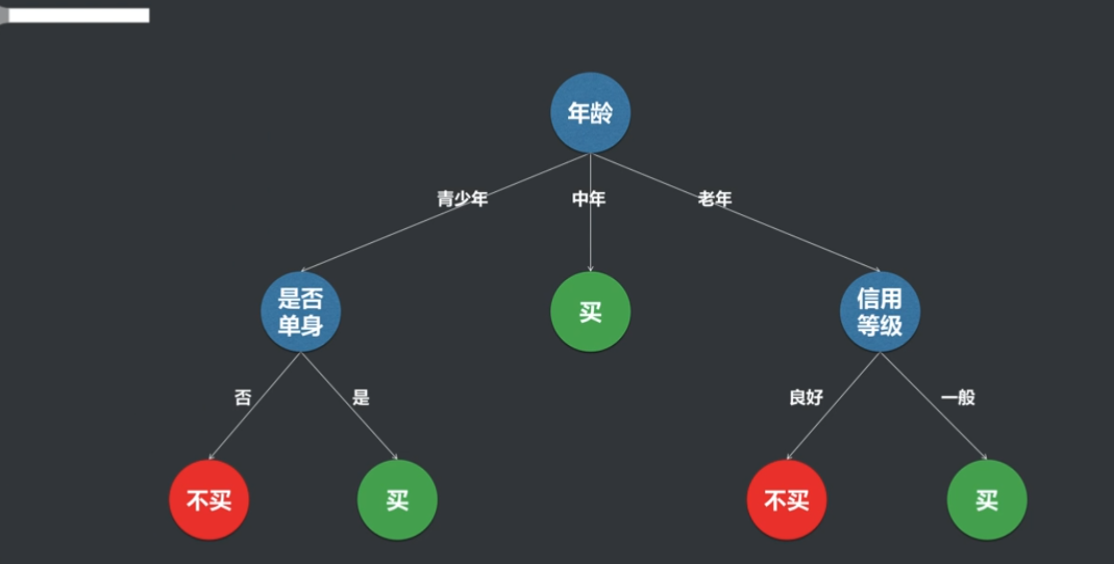 年龄
青少年
中年
老年
是否
单身
买
信用
等级
否
是
良好
一般
不买
买
不买
买